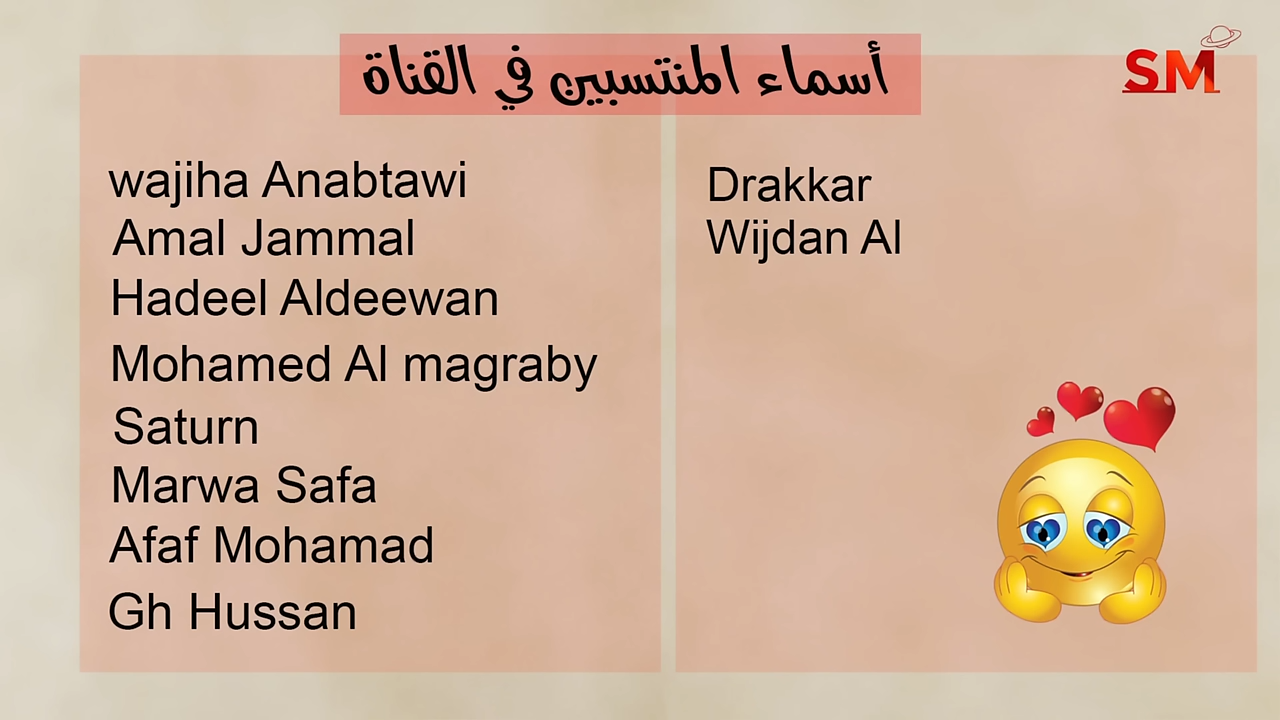 أسماء المنتسبين في القناة
SM
wajiha Anabtawi
Amal Jammal
Hadeel Aldeewan
Mohamed Al magraby
Saturn
Marwa Safa
Afaf Mohamad
Gh Hussan
Drakkar
Wijdan Al